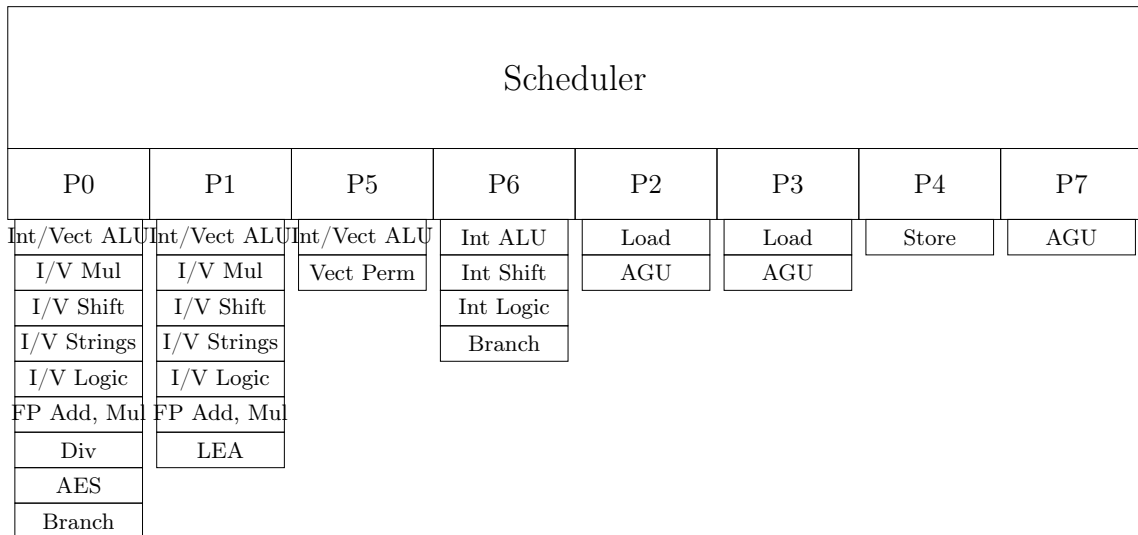 Scheduler
P0 P1 P5 P6 P2 P3 P4 P7
Int/Vect ALU Int/Vect ALU Int/Vect ALU Int ALU Load Load Store AGU
I/V Mul I/V Mul Vect Perm Int Shift AGU AGU
I/V Shift I/V Shift Int Logic
I/V Strings I/V Strings Branch
I/V Logic I/V Logic
FP Add, Mul FP Add, Mul
Div LEA
AES
Branch